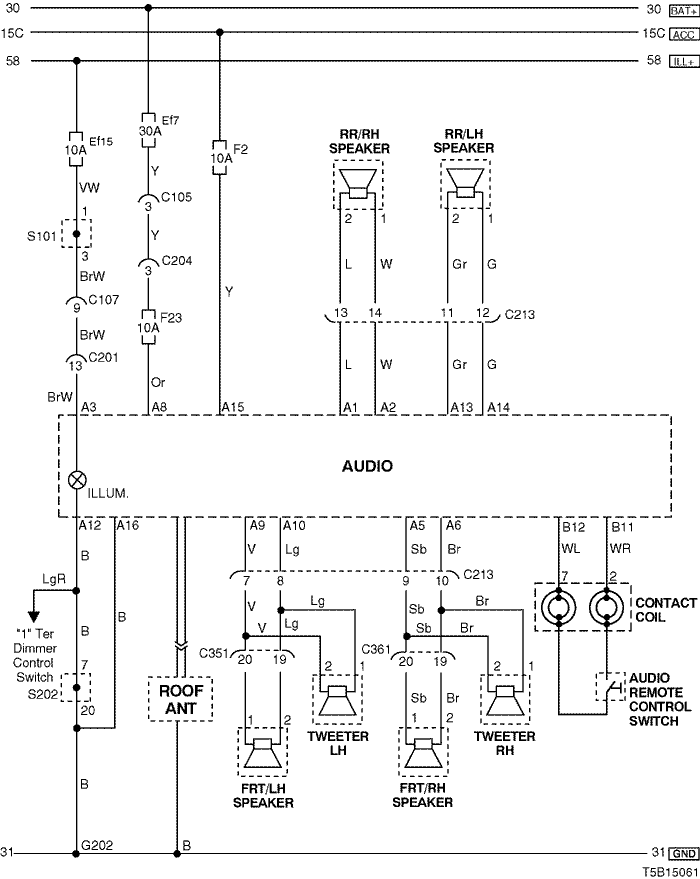 30 30 BAT+
15C 15C ACC
58 58 ILL+
Ef15
10A
Ef7
30A
F2
10A
RR/RH
SPEAKER
RR/LH
SPEAKER
VW
Y
C105
3
1
S101
3
2 1 2 1
BrW
Y
C204
3
L W Gr G
C107
9
Y
F23
10A
13 14 11 12 C213
BrW
C201
13
L W Gr G
BrW
Or
A3 A8 A15 A1 A2 A13 A14
AUDIO
ILLUM.
A12 A16 A9 A10 A5 A6 B12 B11
B V Lg Sb Br WL WR
LgR
7 8 9 10 C213
7 2
B
V Lg Sb Br
Lg Br
V Sb Br
CONTACT
COIL
"1" Ter
Dimmer
Control
Switch
B
C351
20 19
C361
20 19
2 1 2 1
7
S202
20
ROOF
ANT
Sb Br
AUDIO
REMOTE
CONTROL
SWITCH
1 2 1 2
TWEETER
LH
TWEETER
RH
B
FRT/LH
SPEAKER
FRT/RH
SPEAKER
G202 B
31 31 GND
T5B15061